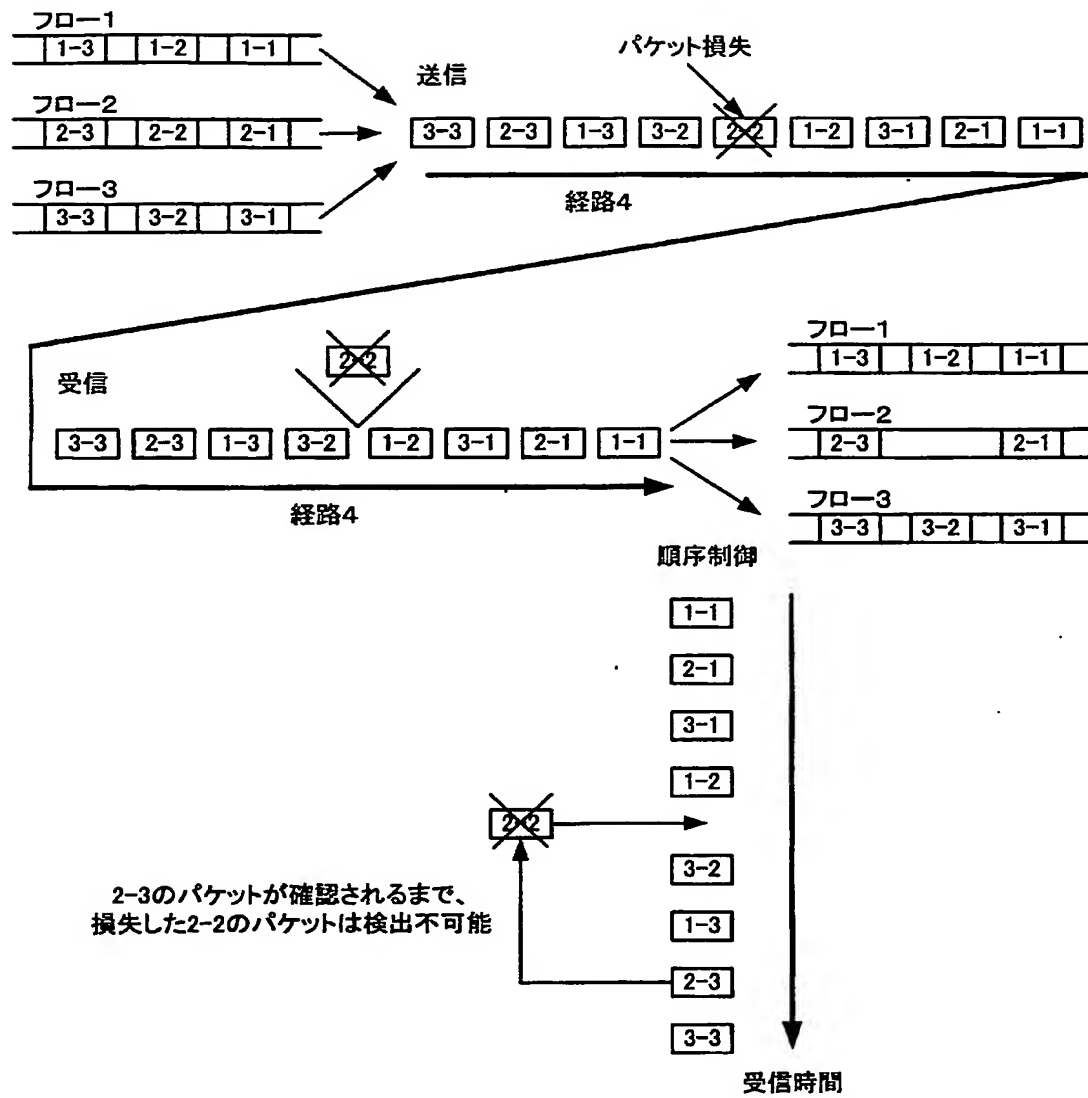 フロー1
1-3 1-2 1-1
パケット損失
送信
フロー2
2-3 2-2 2-1
3-3 2-3 1-3 3-2 2-2 1-2 3-1 2-1 1-1
フロー3
3-3 3-2 3-1
経路4
受信
2-2
3-3 2-3 1-3 3-2 1-2 3-1 2-1 1-1
経路4
フロー1
1-3 1-2 1-1
フロー2
2-3 2-1
フロー3
3-3 3-2 3-1
順序制御
1-1
2-1
3-1
1-2
2-2
3-2
2-3のパケットが確認されるまで、
損失した2-2のパケットは検出不可能
1-3
2-3
3-3
受信時間